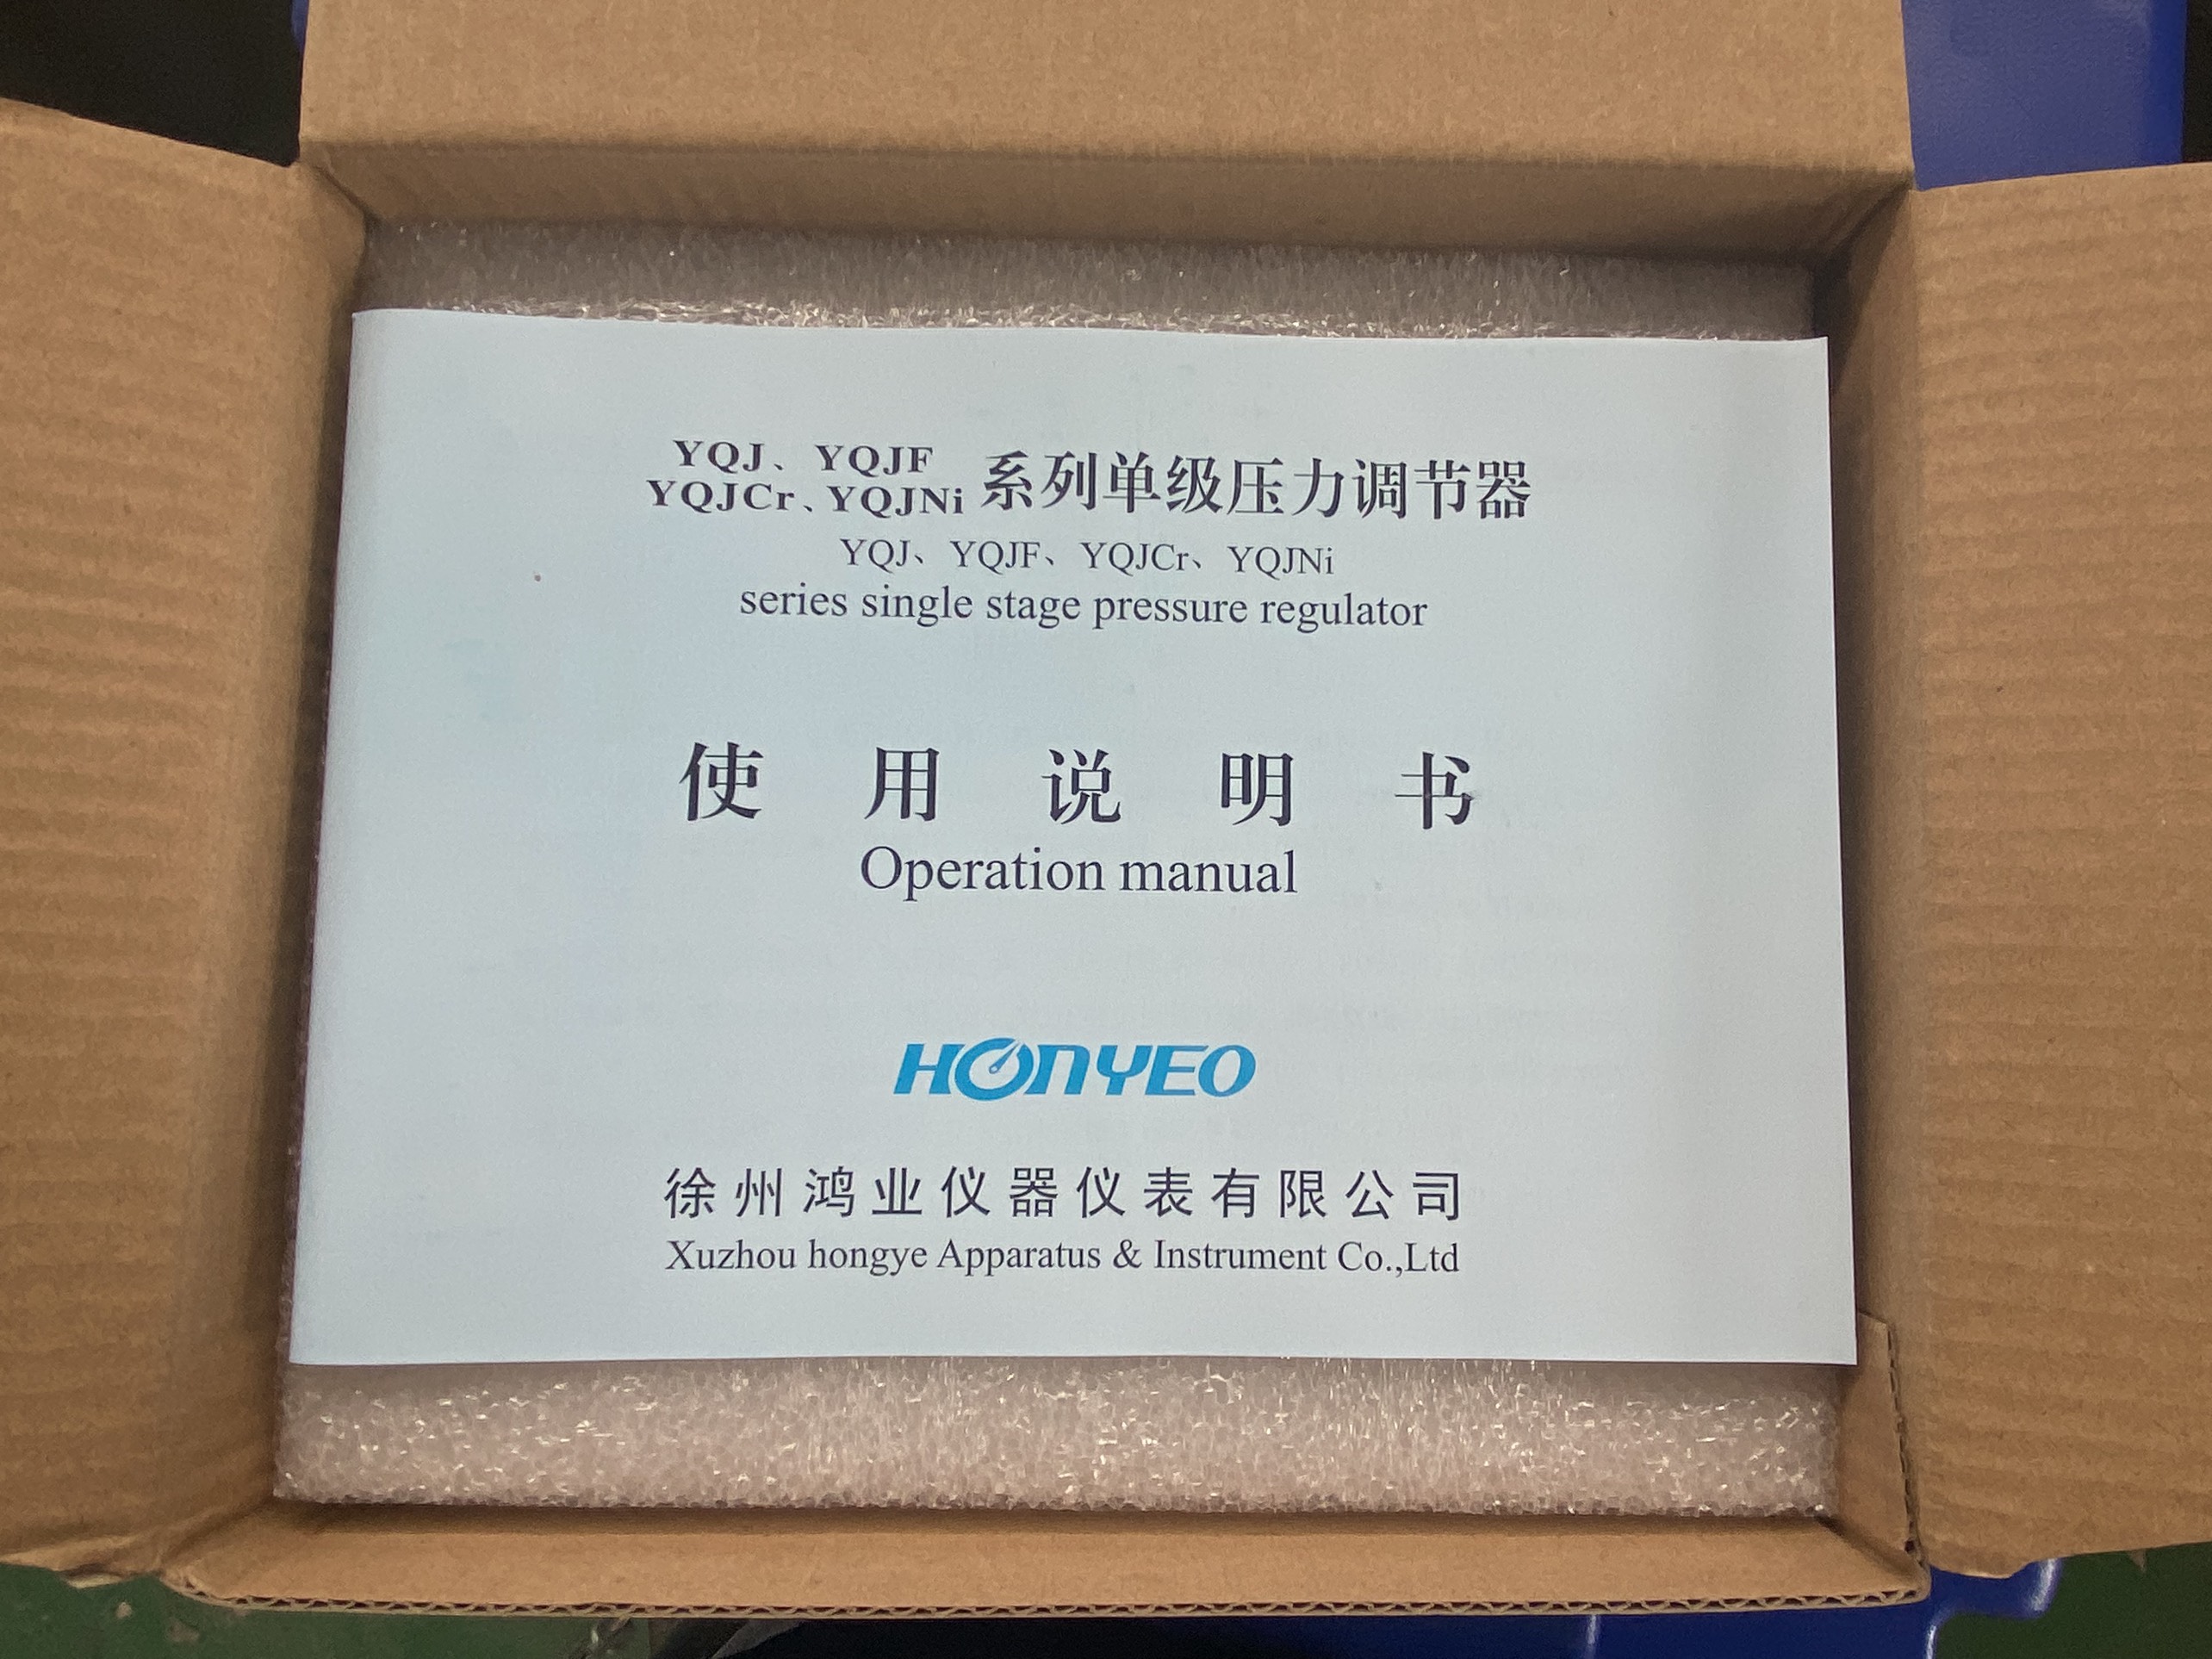 YQJ、YQJF
YQJCr、YQJNi 系列单级压力调节器
YQJ、YQJF、YQJCr、YQJNi
series single stage pressure regulator
使用说明书
Operation manual
HONYEO
徐州鸿业仪器仪表有限公司
Xuzhou hongye Apparatus & Instrument Co.,Ltd